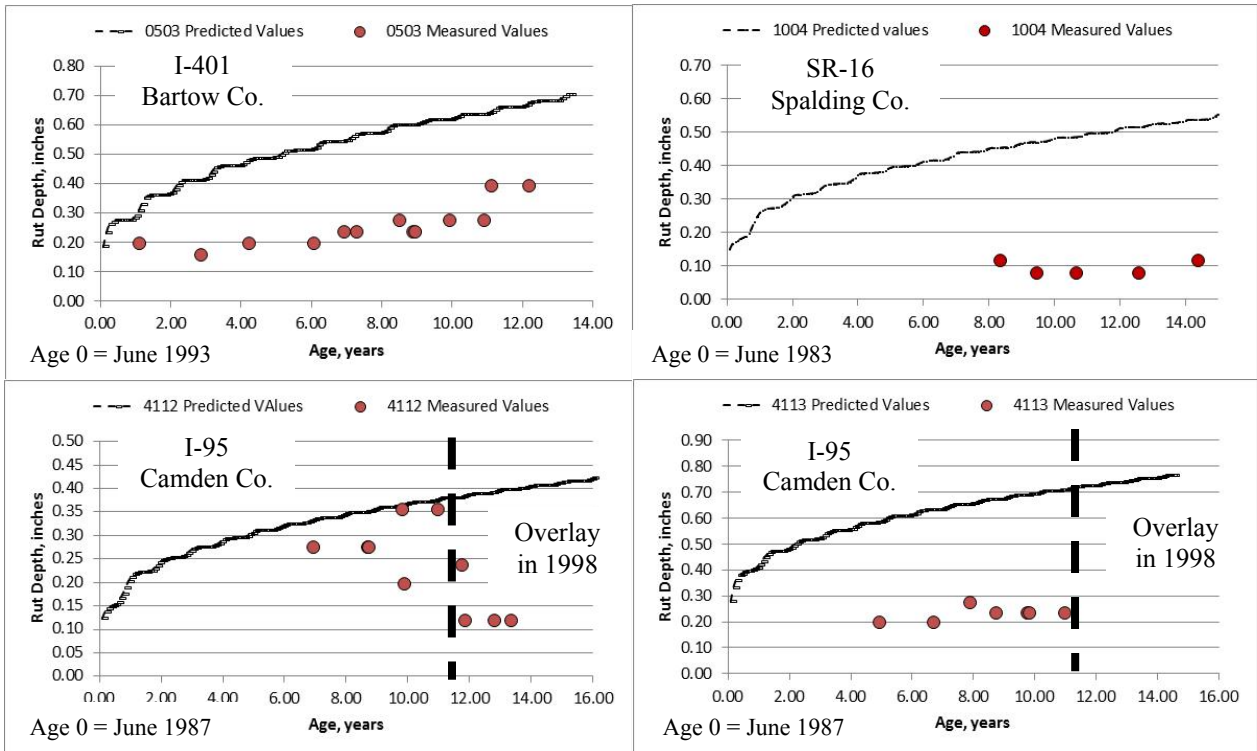 0503 Predicted Values 0503 Measured Values
0.80
0.70
0.60
0.50
0.40
0.30
0.20
0.10
0.00
Rut Depth, inches
I-401
Bartow Co.
0.00 2.00 4.00 6.00 8.00 10.00 12.00 14.00
Age, years
Age 0 = June 1993
1004 Predicted values 1004 Measured Values
0.70
0.60
0.50
0.40
0.30
0.20
0.10
0.00
Rut Depth, inches
SR-16
Spalding Co.
0.00 2.00 4.00 6.00 8.00 10.00 12.00 14.00
Age, years
Age 0 = June 1983
4112 Predicted VAlues 4112 Measured Values
0.50
0.45
0.40
0.35
0.30
0.25
0.20
0.15
0.10
0.05
0.00
Rut Depth, inches
I-95
Camden Co.
Overlay
in 1998
0.00 2.00 4.00 6.00 8.00 10.00 12.00 14.00 16.00
Age, years
Age 0 = June 1987
4113 Predicted Values 4113 Measured Values
0.90
0.80
0.70
0.60
0.50
0.40
0.30
0.20
0.10
0.00
Rut Depth, inches
I-95
Camden Co.
Overlay
in 1998
0.00 2.00 4.00 6.00 8.00 10.00 12.00 14.00 16.00
Age, years
Age 0 = June 1987